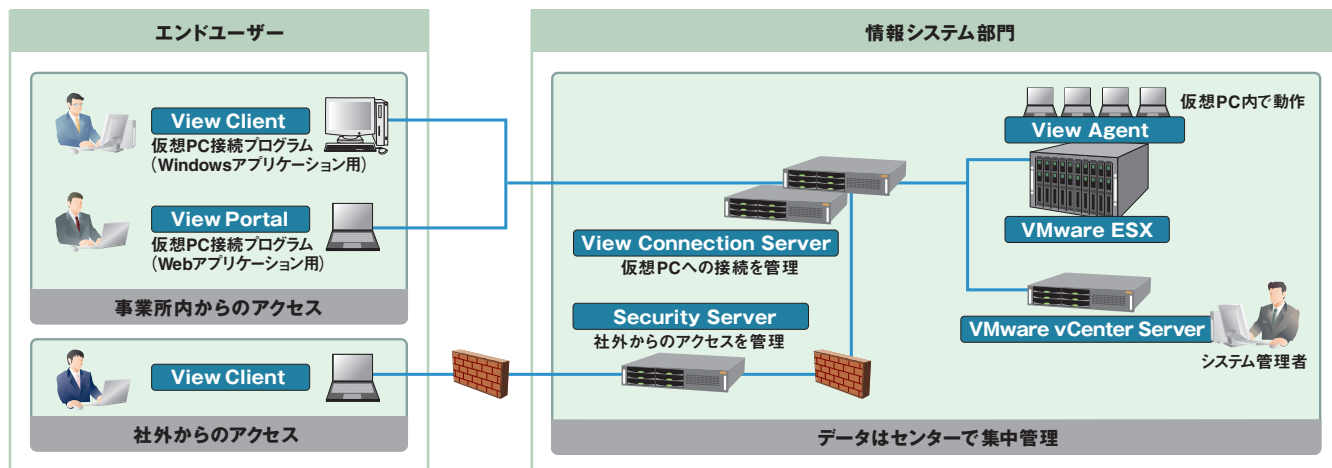 エンドユーザー
View Client
仮想PC接続プログラム
（Windowsアプリケーション用）
View Portal
仮想PC接続プログラム
（Webアプリケーション用）
事業所内からのアクセス
View Client
社外からのアクセス
情報システム部門
仮想PC内で動作
View Agent
VMware ESX
View Connection Server
仮想PCへの接続を管理
Security Server
社外からのアクセスを管理
VMware vCenter Server
システム管理者
データはセンターで集中管理